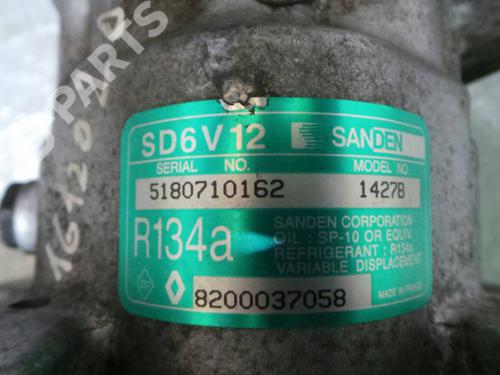 PARTS
SD6V12 SANDEN
SERIAL NO. MODEL NO.
5180710162 1427B
R134a
SANDEN CORPORATION
OIL : SP-10 OR EQUIV.
REFRIGERANT : R134a
VARIABLE DISPLACEMENT
8200037058
MADE IN FRANCE